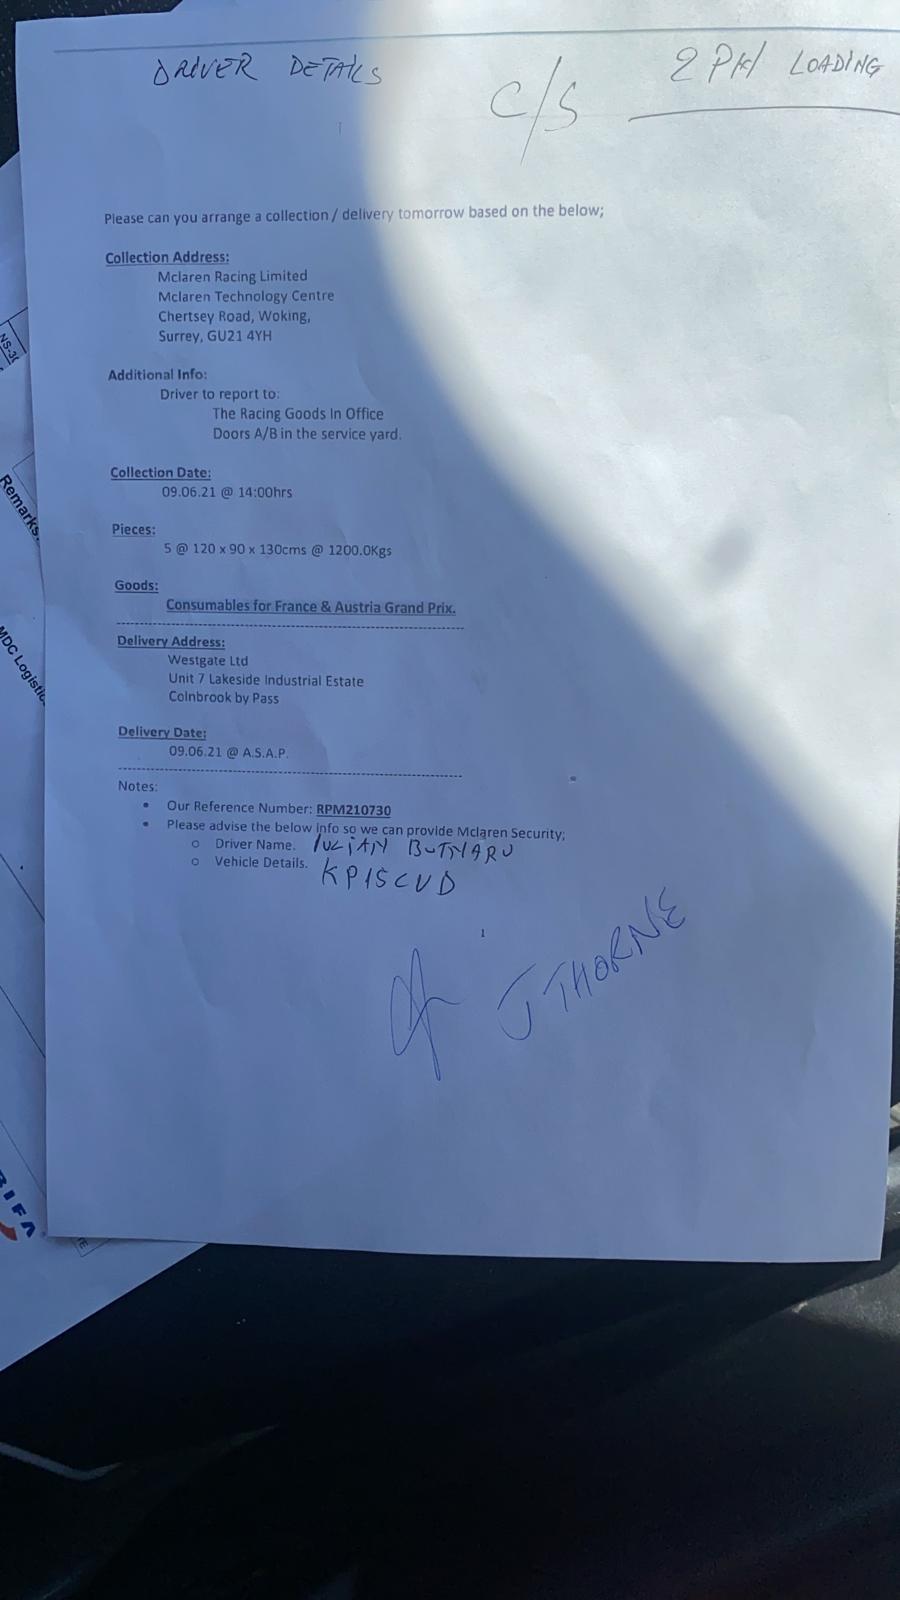 DRIVER DETAILS
C/S
2 PM LOADING
Please can you arrange a collection / delivery tomorrow based on the below;
Collection Address:
Mclaren Racing Limited
Mclaren Technology Centre
Chertsey Road, Woking,
Surrey, GU21 4YH
Additional Info:
Driver to report to:
The Racing Goods In Office
Doors A/B in the service yard.
Collection Date:
09.06.21 @ 14:00hrs
Pieces:
5 @ 120 x 90 x 130cms @ 1200.0Kgs
Goods:
Consumables for France & Austria Grand Prix.
Delivery Address:
Westgate Ltd
Unit 7 Lakeside Industrial Estate
Colnbrook by Pass
Delivery Date:
09.06.21 @ A.S.A.P.
Notes:
• Our Reference Number: RPM210730
• Please advise the below info so we can provide Mclaren Security;
o Driver Name. IULIAN BUTNARU
o Vehicle Details. KP15CVD
1
J THORNE
NS-30
Remarks
MDC Logistic
BIFA